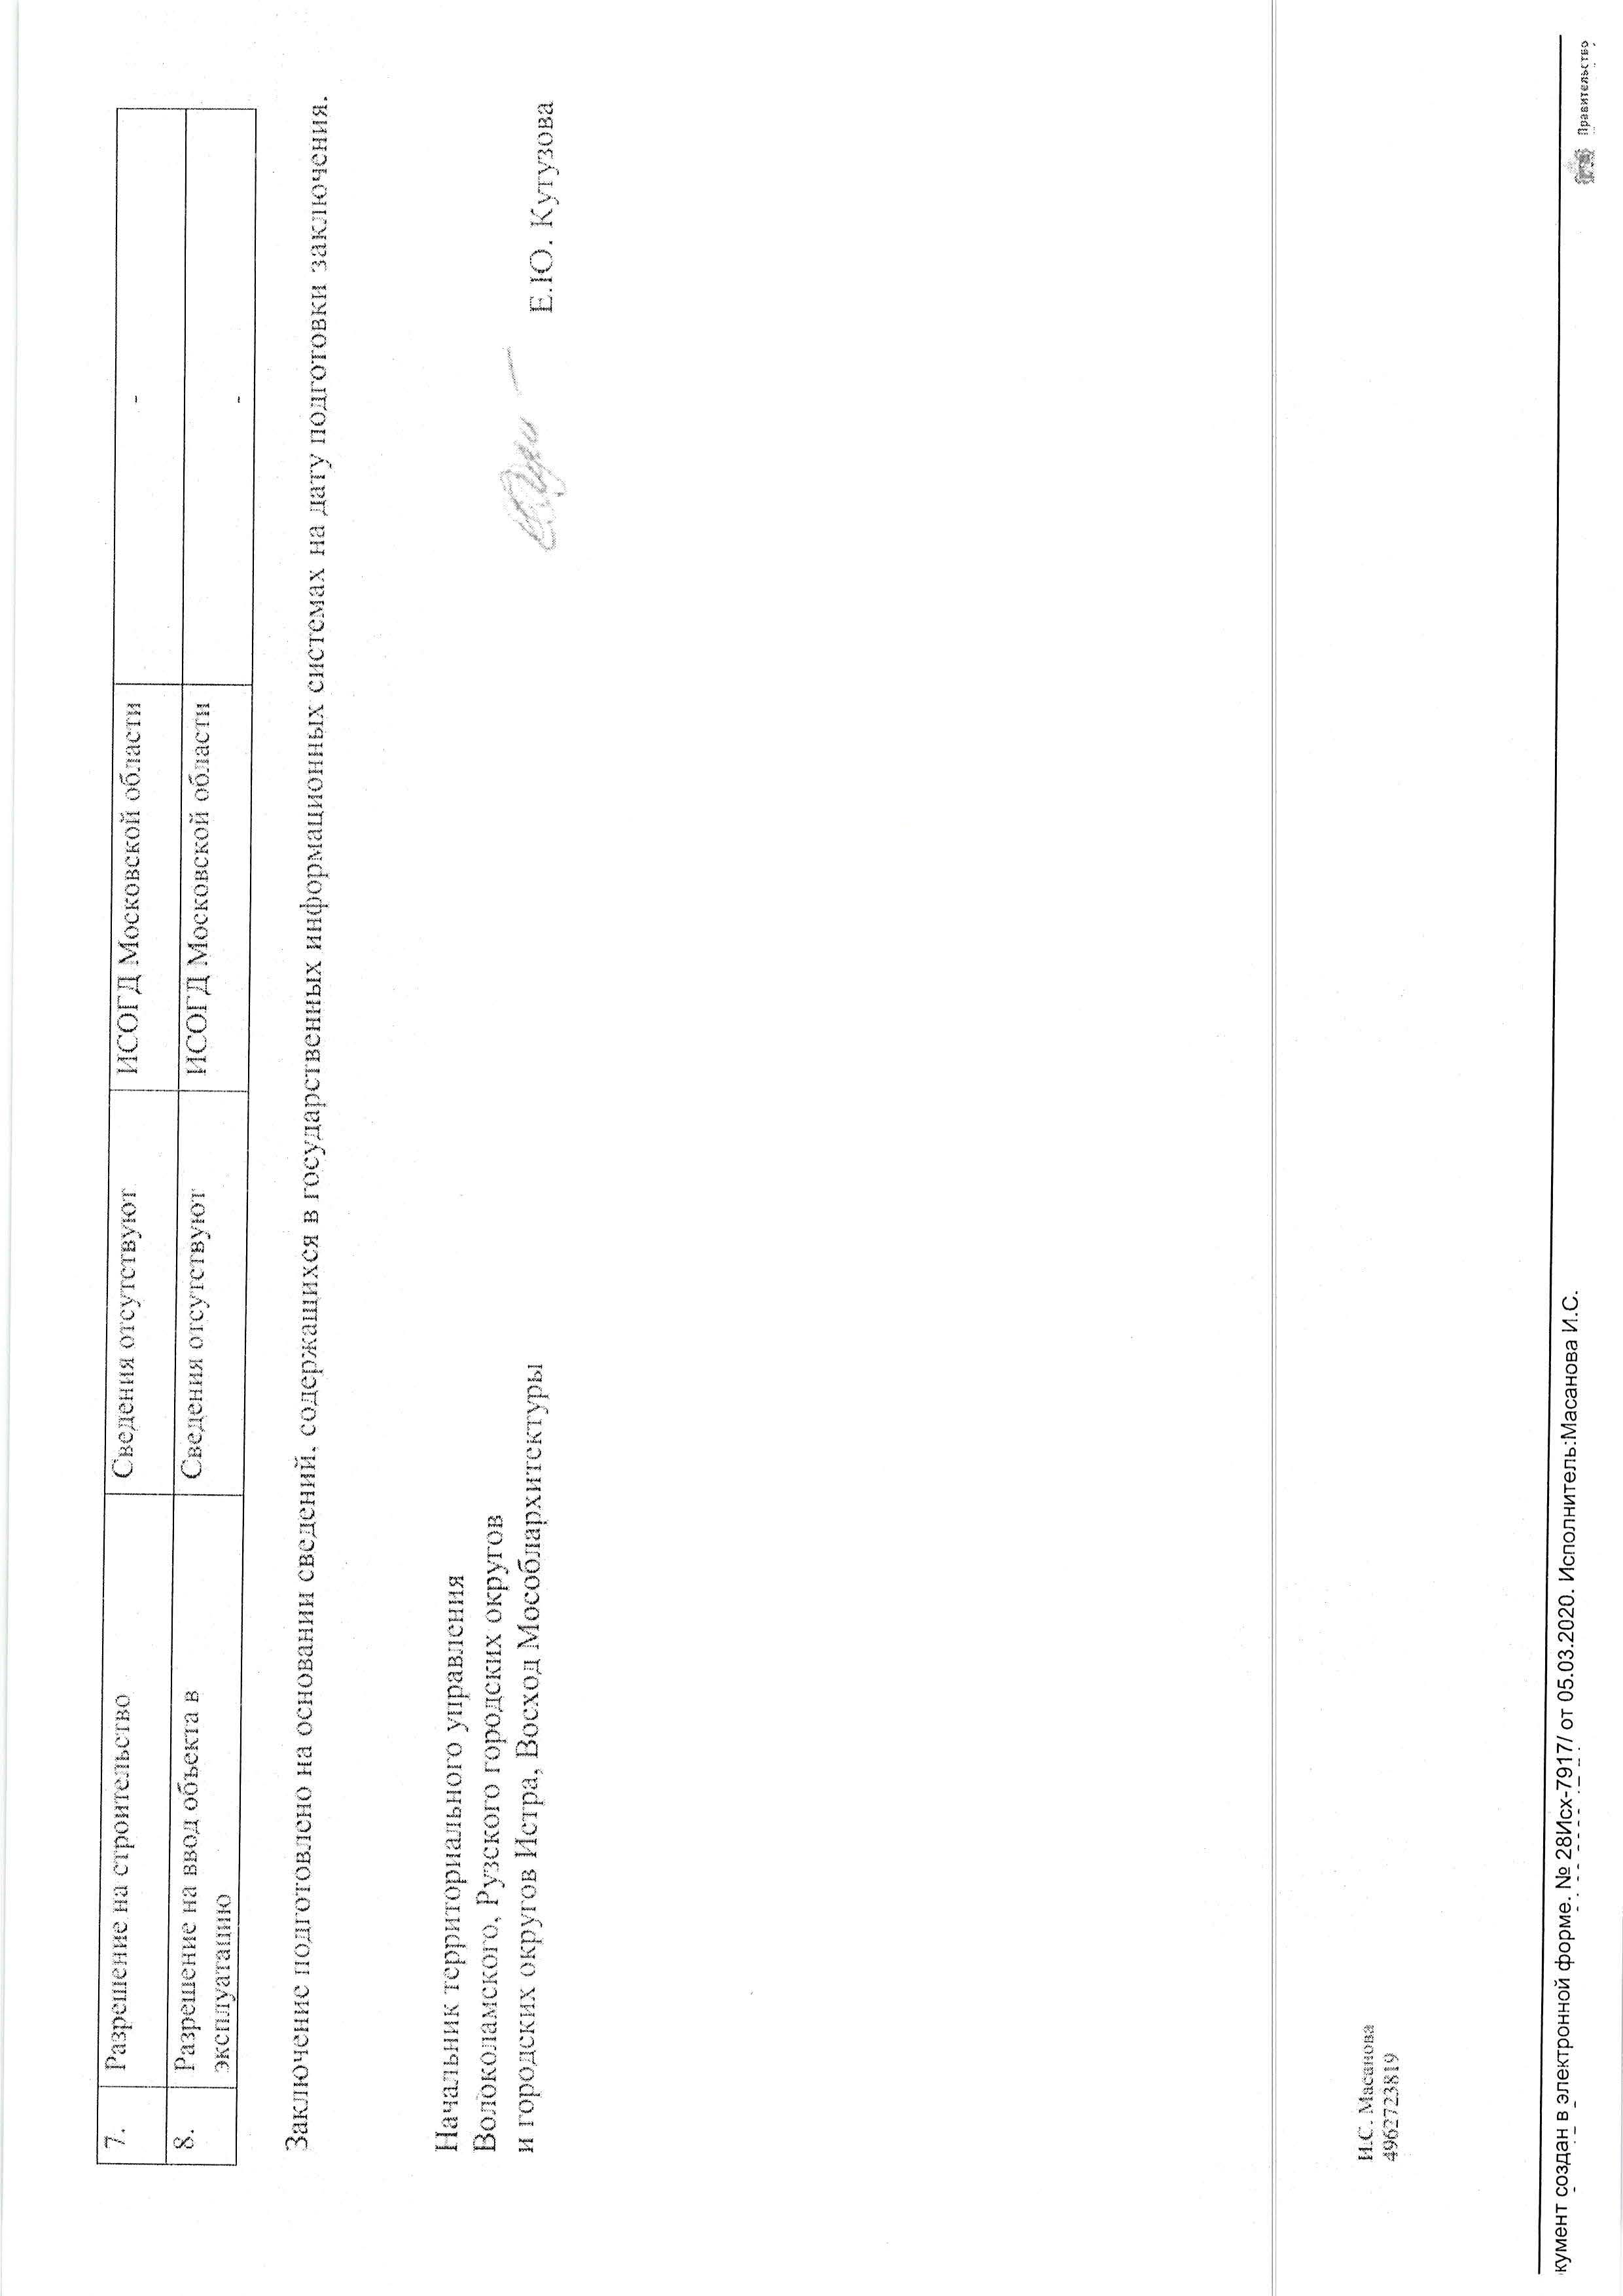 7. Разрешение на строительство Сведения отсутствуют ИСОГД Московской области -
8. Разрешение на ввод объекта в Сведения отсутствуют ИСОГД Московской области -
эксплуатацию
Заключение подготовлено на основании сведений, содержащихся в государственных информационных системах на дату подготовки заключения.
Начальник территориального управления
Волоколамского, Рузского городских округов
и городских округов Истра, Восход Мособлархитектуры Е.Ю. Кутузова
И.С. Масанова
4962723819
кумент создан в электронной форме. № 28Исх-7917/ от 05.03.2020. Исполнитель:Масанова И.С.
Правительство